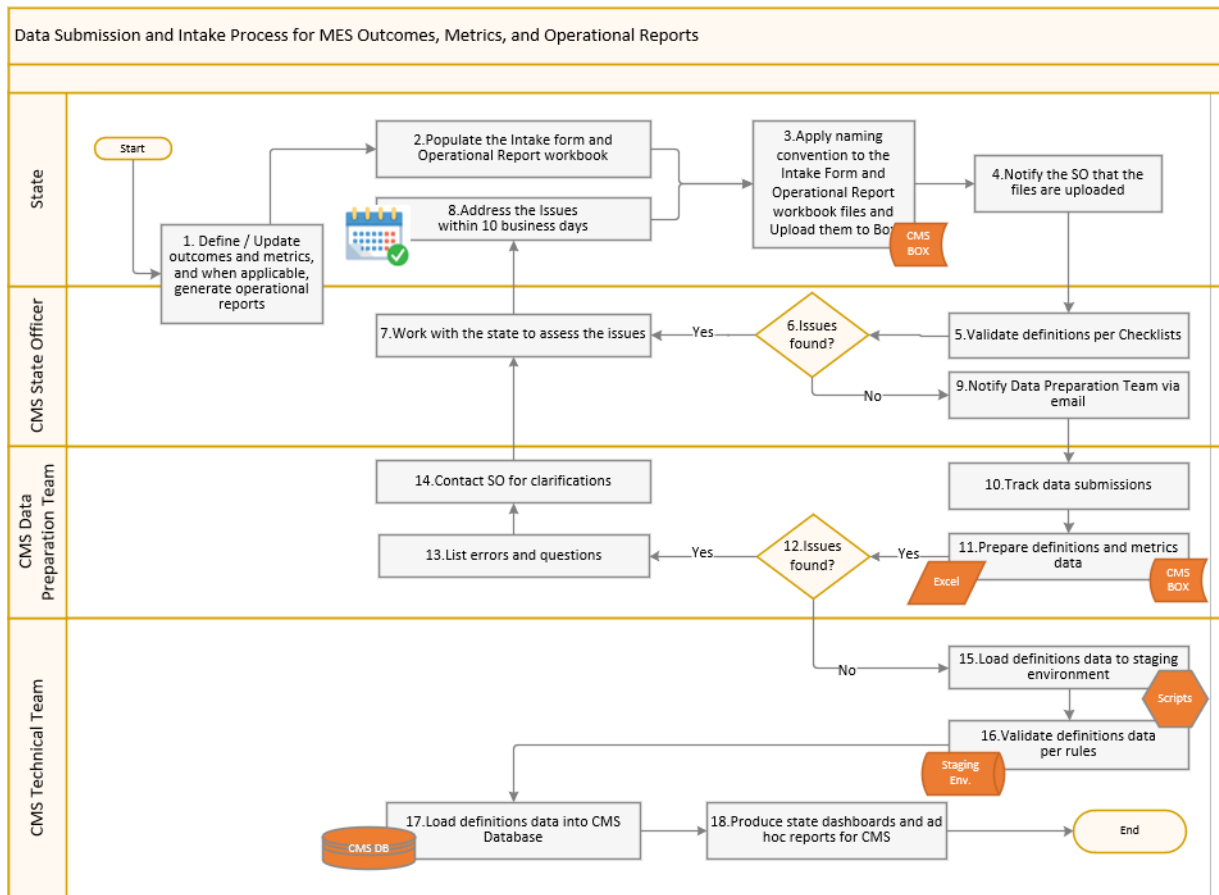 Data Submission and Intake Process for MES Outcomes, Metrics, and Operational Reports
State
Start
1. Define / Update
outcomes and metrics,
and when applicable,
generate operational
reports
2.Populate the Intake form and
Operational Report workbook
8.Address the Issues
within 10 business days
3.Apply naming
convention to the
Intake Form and
Operational Report
workbook files and
Upload them to Box
CMS
BOX
4.Notify the SO that the
files are uploaded
CMS State Officer
7.Work with the state to assess the issues
Yes
6.Issues
found?
5.Validate definitions per Checklists
No
9.Notify Data Preparation Team via
email
CMS Data
Preparation Team
14.Contact SO for clarifications
10.Track data submissions
13.List errors and questions
Yes
12.Issues
found?
Yes
11.Prepare definitions and metrics
data
Excel
CMS
BOX
CMS Technical Team
No
15.Load definitions data to staging
environment
Scripts
16.Validate definitions data
per rules
Staging
Env.
17.Load definitions data into CMS
Database
CMS DB
18.Produce state dashboards and ad
hoc reports for CMS
End